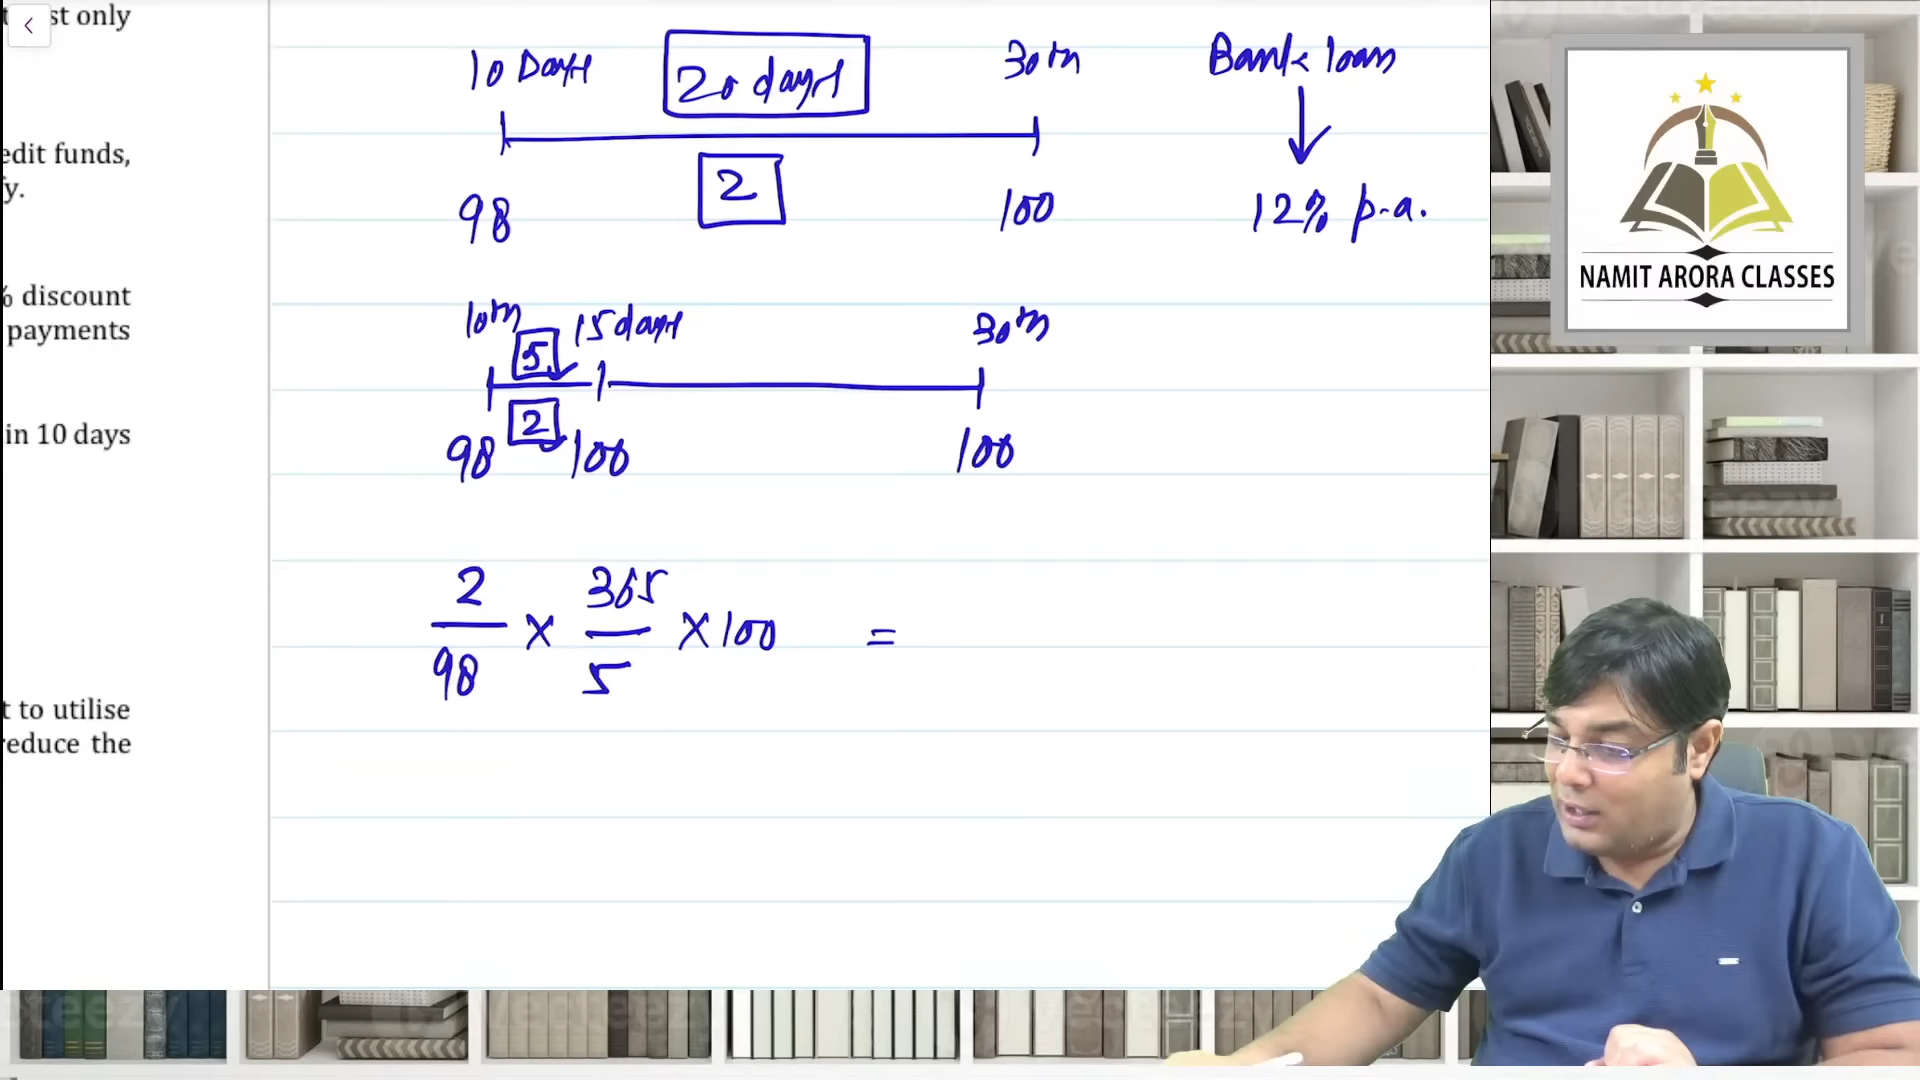 st only
edit funds,
y.
% discount
payments
in 10 days
t to utilise
reduce the
10 Days 20 days 30th Bank loan
2
98 100 12% p.a.
10th 15 days 30th
5
2
98 100 100
2/98 × 365/5 × 100 =
NAMIT ARORA CLASSES